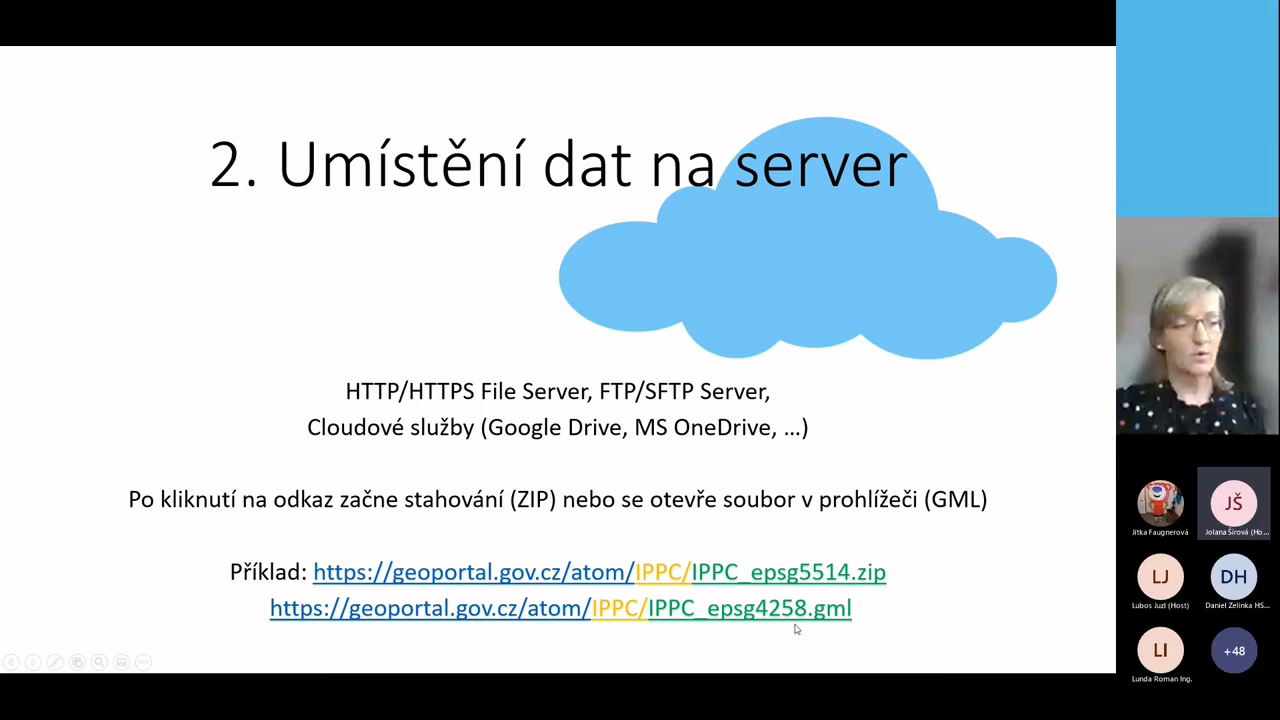 2. Umístění dat na server
HTTP/HTTPS File Server, FTP/SFTP Server,
Cloudové služby (Google Drive, MS OneDrive, ...)
Po kliknutí na odkaz začne stahování (ZIP) nebo se otevře soubor v prohlížeči (GML)
Příklad: https://geoportal.gov.cz/atom/IPPC/IPPC_epsg5514.zip
https://geoportal.gov.cz/atom/IPPC/IPPC_epsg4258.gml
JŠ
Jitka Faugnerová
Jolana Šírová (Ho...
LJ
DH
Lubos Juzl (Host)
Daniel Zelinka HS...
LI
+48
Lunda Roman Ing.